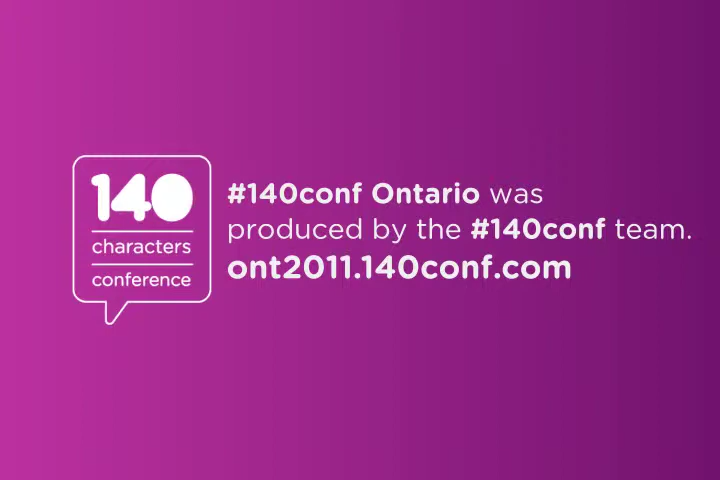 140
characters
conference
#140conf Ontario was
produced by the #140conf team.
ont2011.140conf.com